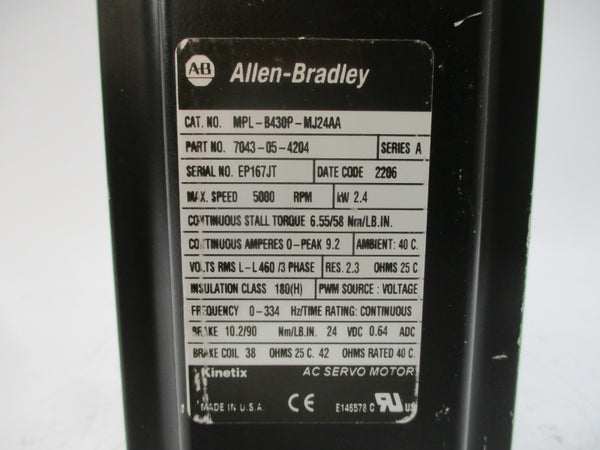 AB Allen-Bradley
CAT. NO. MPL-B430P-MJ24AA
PART NO. 7043-05-4204 SERIES A
SERIAL NO. EP167JT DATE CODE 2206
MAX. SPEED 5000 RPM kW 2.4
CONTINUOUS STALL TORQUE 6.55/58 Nm/LB.IN.
CONTINUOUS AMPERES 0-PEAK 9.2 AMBIENT: 40 C.
VOLTS RMS L-L 460 /3 PHASE RES. 2.3 OHMS 25 C
INSULATION CLASS 180(H) PWM SOURCE : VOLTAGE
FREQUENCY 0-334 Hz/TIME RATING: CONTINUOUS
BRAKE 10.2/90 Nm/LB.IN. 24 VDC 0.64 ADC
BRAKE COIL 38 OHMS 25 C. 42 OHMS RATED 40 C.
Kinetix AC SERVO MOTOR
MADE IN U.S.A. CE E146578 C RU US